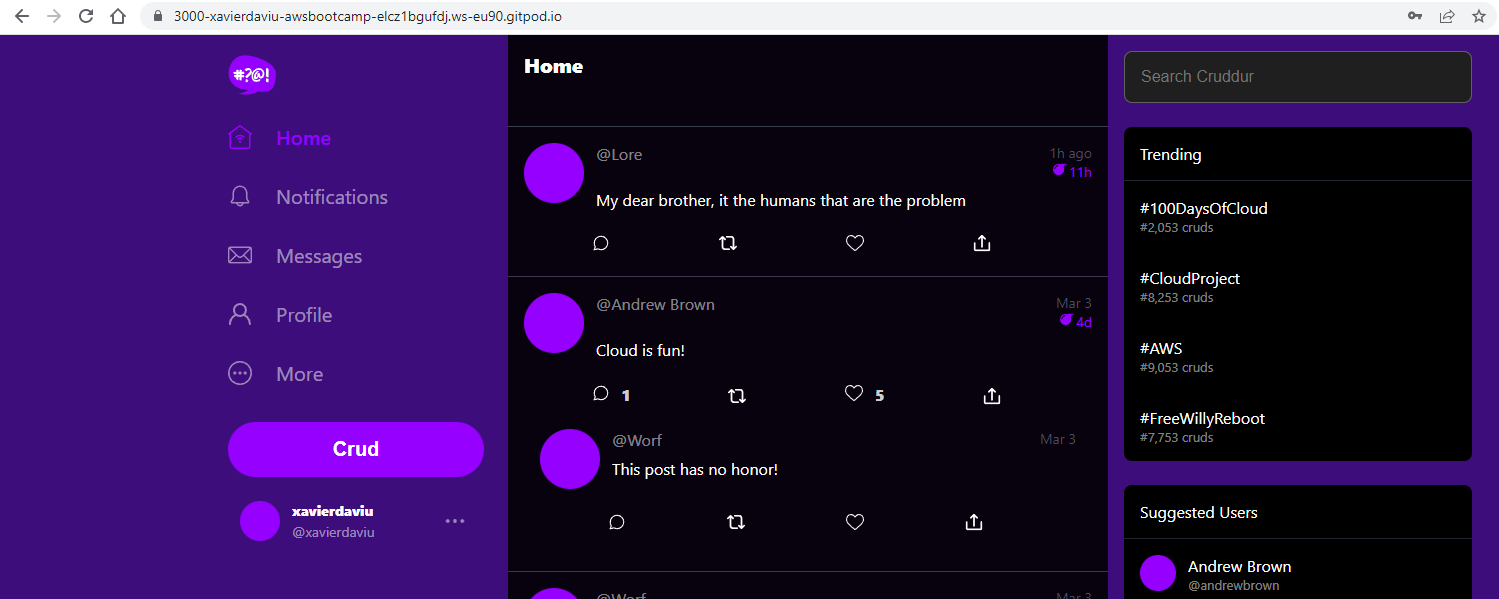 3000-xavierdaviu-awsbootcamp-elcz1bgufdj.ws-eu90.gitpod.io
#?@!
Home
Notifications
Messages
Profile
More
Crud
xavierdaviu
@xavierdaviu
Home
@Lore
1h ago
11h
My dear brother, it the humans that are the problem
@Andrew Brown
Mar 3
4d
Cloud is fun!
1
5
@Worf
Mar 3
This post has no honor!
@Worf
Mar 3
Search Cruddur
Trending
#100DaysOfCloud
#2,053 cruds
#CloudProject
#8,253 cruds
#AWS
#9,053 cruds
#FreeWillyReboot
#7,753 cruds
Suggested Users
Andrew Brown
@andrewbrown